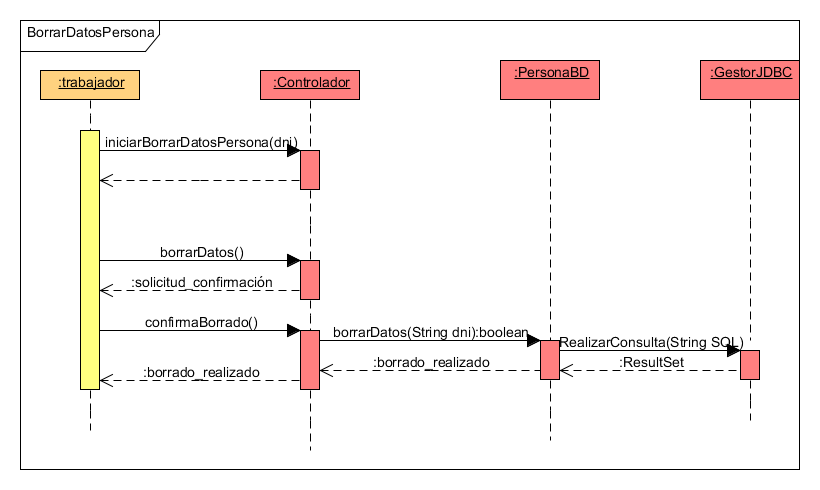 BorrarDatosPersona
:trabajador
:Controlador
:PersonaBD
:GestorJDBC
iniciarBorrarDatosPersona(dni)
borrarDatos()
:solicitud_confirmación
confirmaBorrado()
borrarDatos(String dni):boolean
RealizarConsulta(String SQL)
:borrado_realizado
:borrado_realizado
:ResultSet